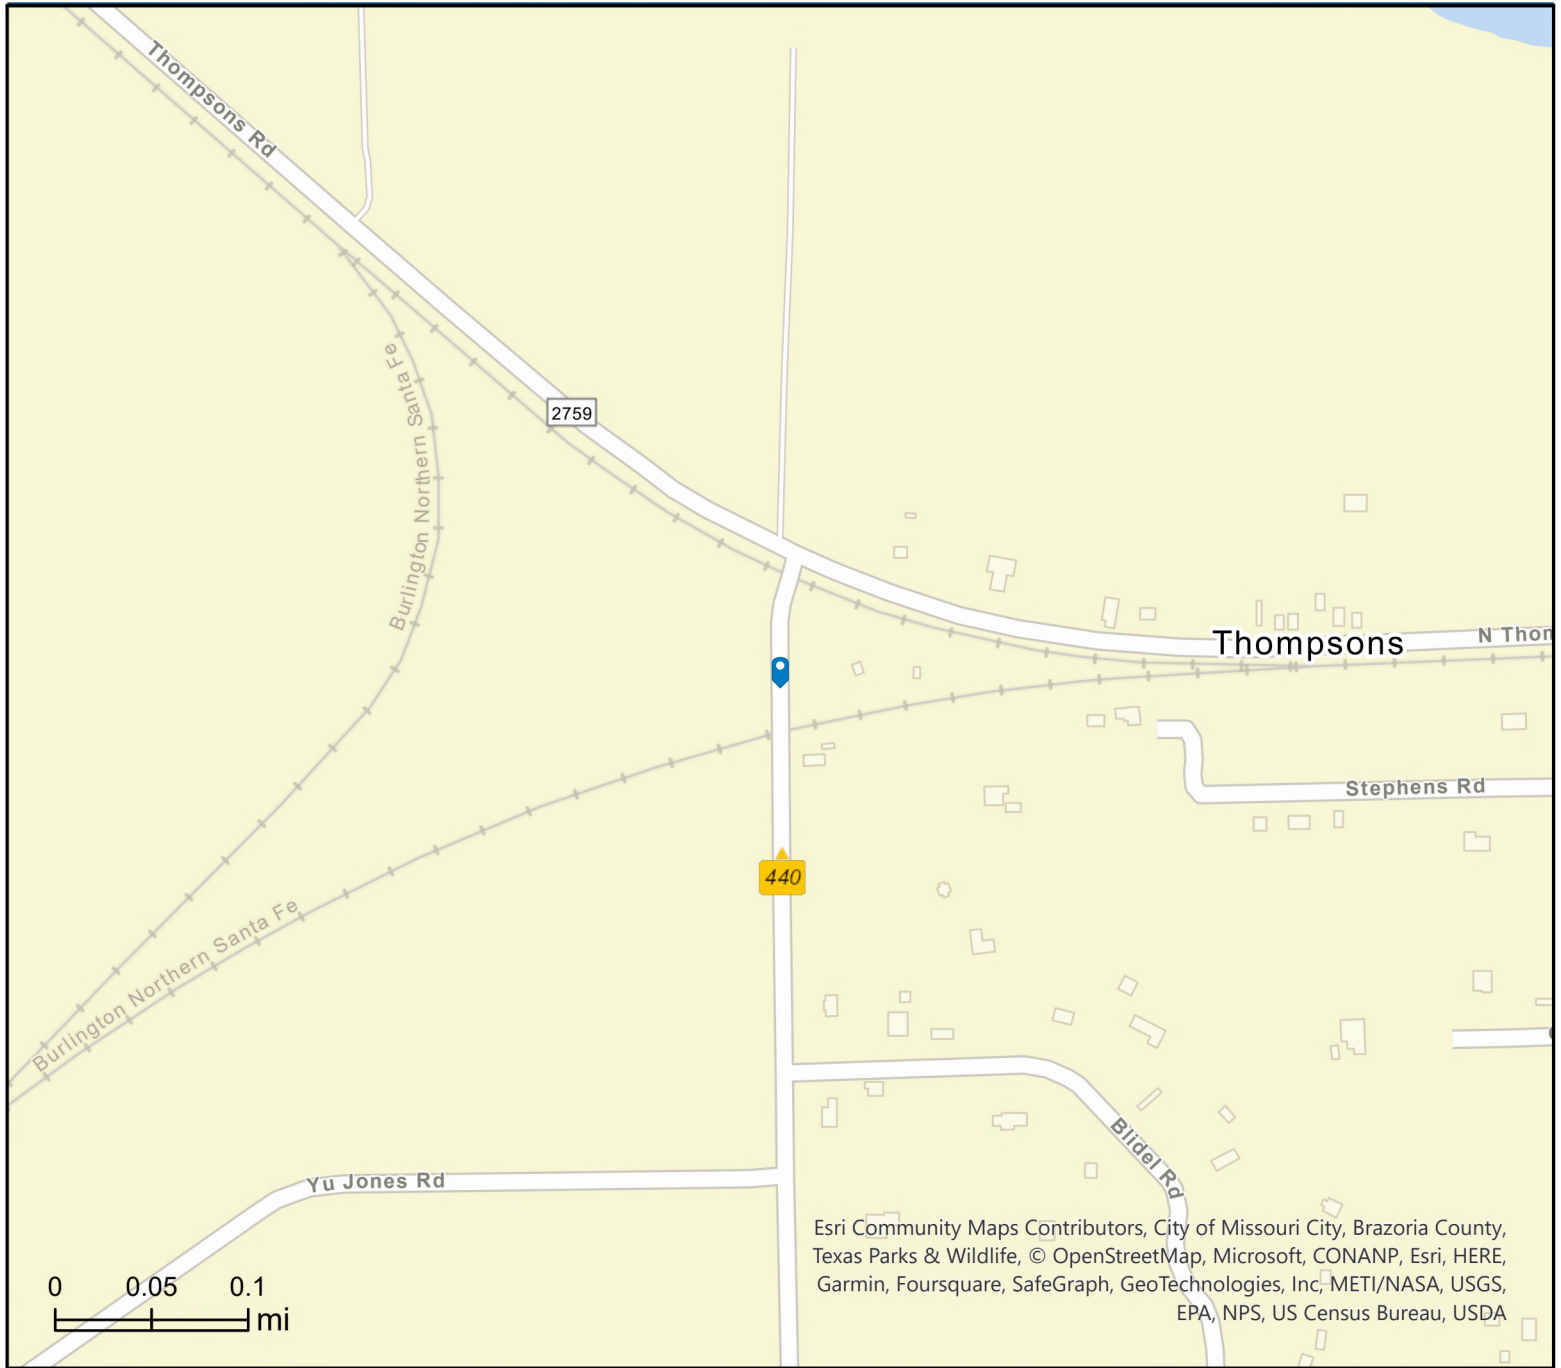 Thompsons Rd
Burlington Northern Santa Fe
2759
Thompsons
N Thom
Stephens Rd
440
Burlington Northern Santa Fe
Blidel Rd
Yu Jones Rd
Esri Community Maps Contributors, City of Missouri City, Brazoria County,
Texas Parks & Wildlife, © OpenStreetMap, Microsoft, CONANP, Esri, HERE,
Garmin, Foursquare, SafeGraph, GeoTechnologies, Inc, METI/NASA, USGS,
EPA, NPS, US Census Bureau, USDA
0 0.05 0.1
mi